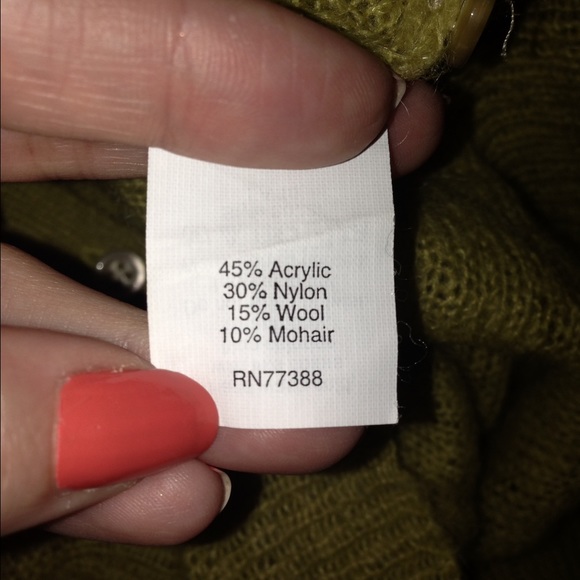 45% Acrylic
30% Nylon
15% Wool
10% Mohair
RN77388